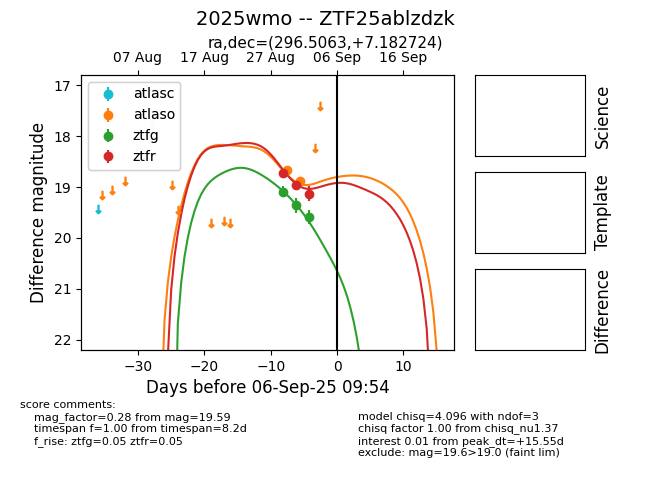 2025wmo -- ZTF25ablzdzk
ra,dec=(296.5063,+7.182724)
07 Aug 17 Aug 27 Aug 06 Sep 16 Sep
atlasc
atlaso
ztfg
ztfr
17
18
19
20
21
22
Difference magnitude
−30 −20 −10 0 10
Days before 06-Sep-25 09:54
Science
Template
Difference
score comments:
mag_factor=0.28 from mag=19.59
timespan f=1.00 from timespan=8.2d
f_rise: ztfg=0.05 ztfr=0.05
model chisq=4.096 with ndof=3
chisq factor 1.00 from chisq_nu1.37
interest 0.01 from peak_dt=+15.55d
exclude: mag=19.6>19.0 (faint lim)